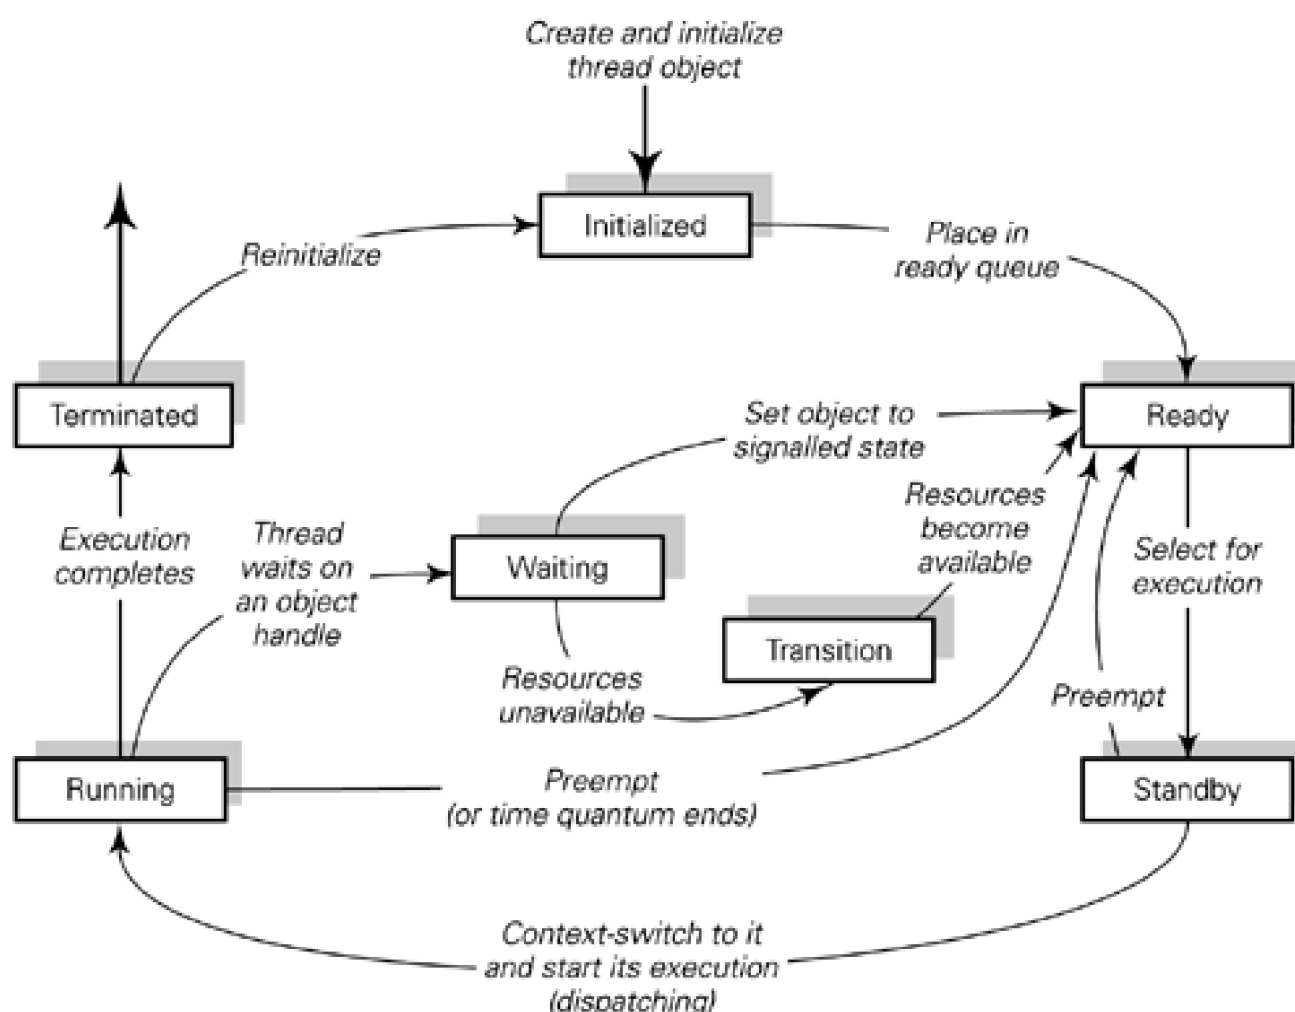 Create and initialize
thread object
Initialized
Reinitialize
Place in
ready queue
Terminated
Set object to
signalled state
Ready
Resources
become
available
Execution
completes
Thread
waits on
an object
handle
Waiting
Select for
execution
Transition
Resources
unavailable
Preempt
Running
Preempt
(or time quantum ends)
Standby
Context-switch to it
and start its execution
(dispatching)